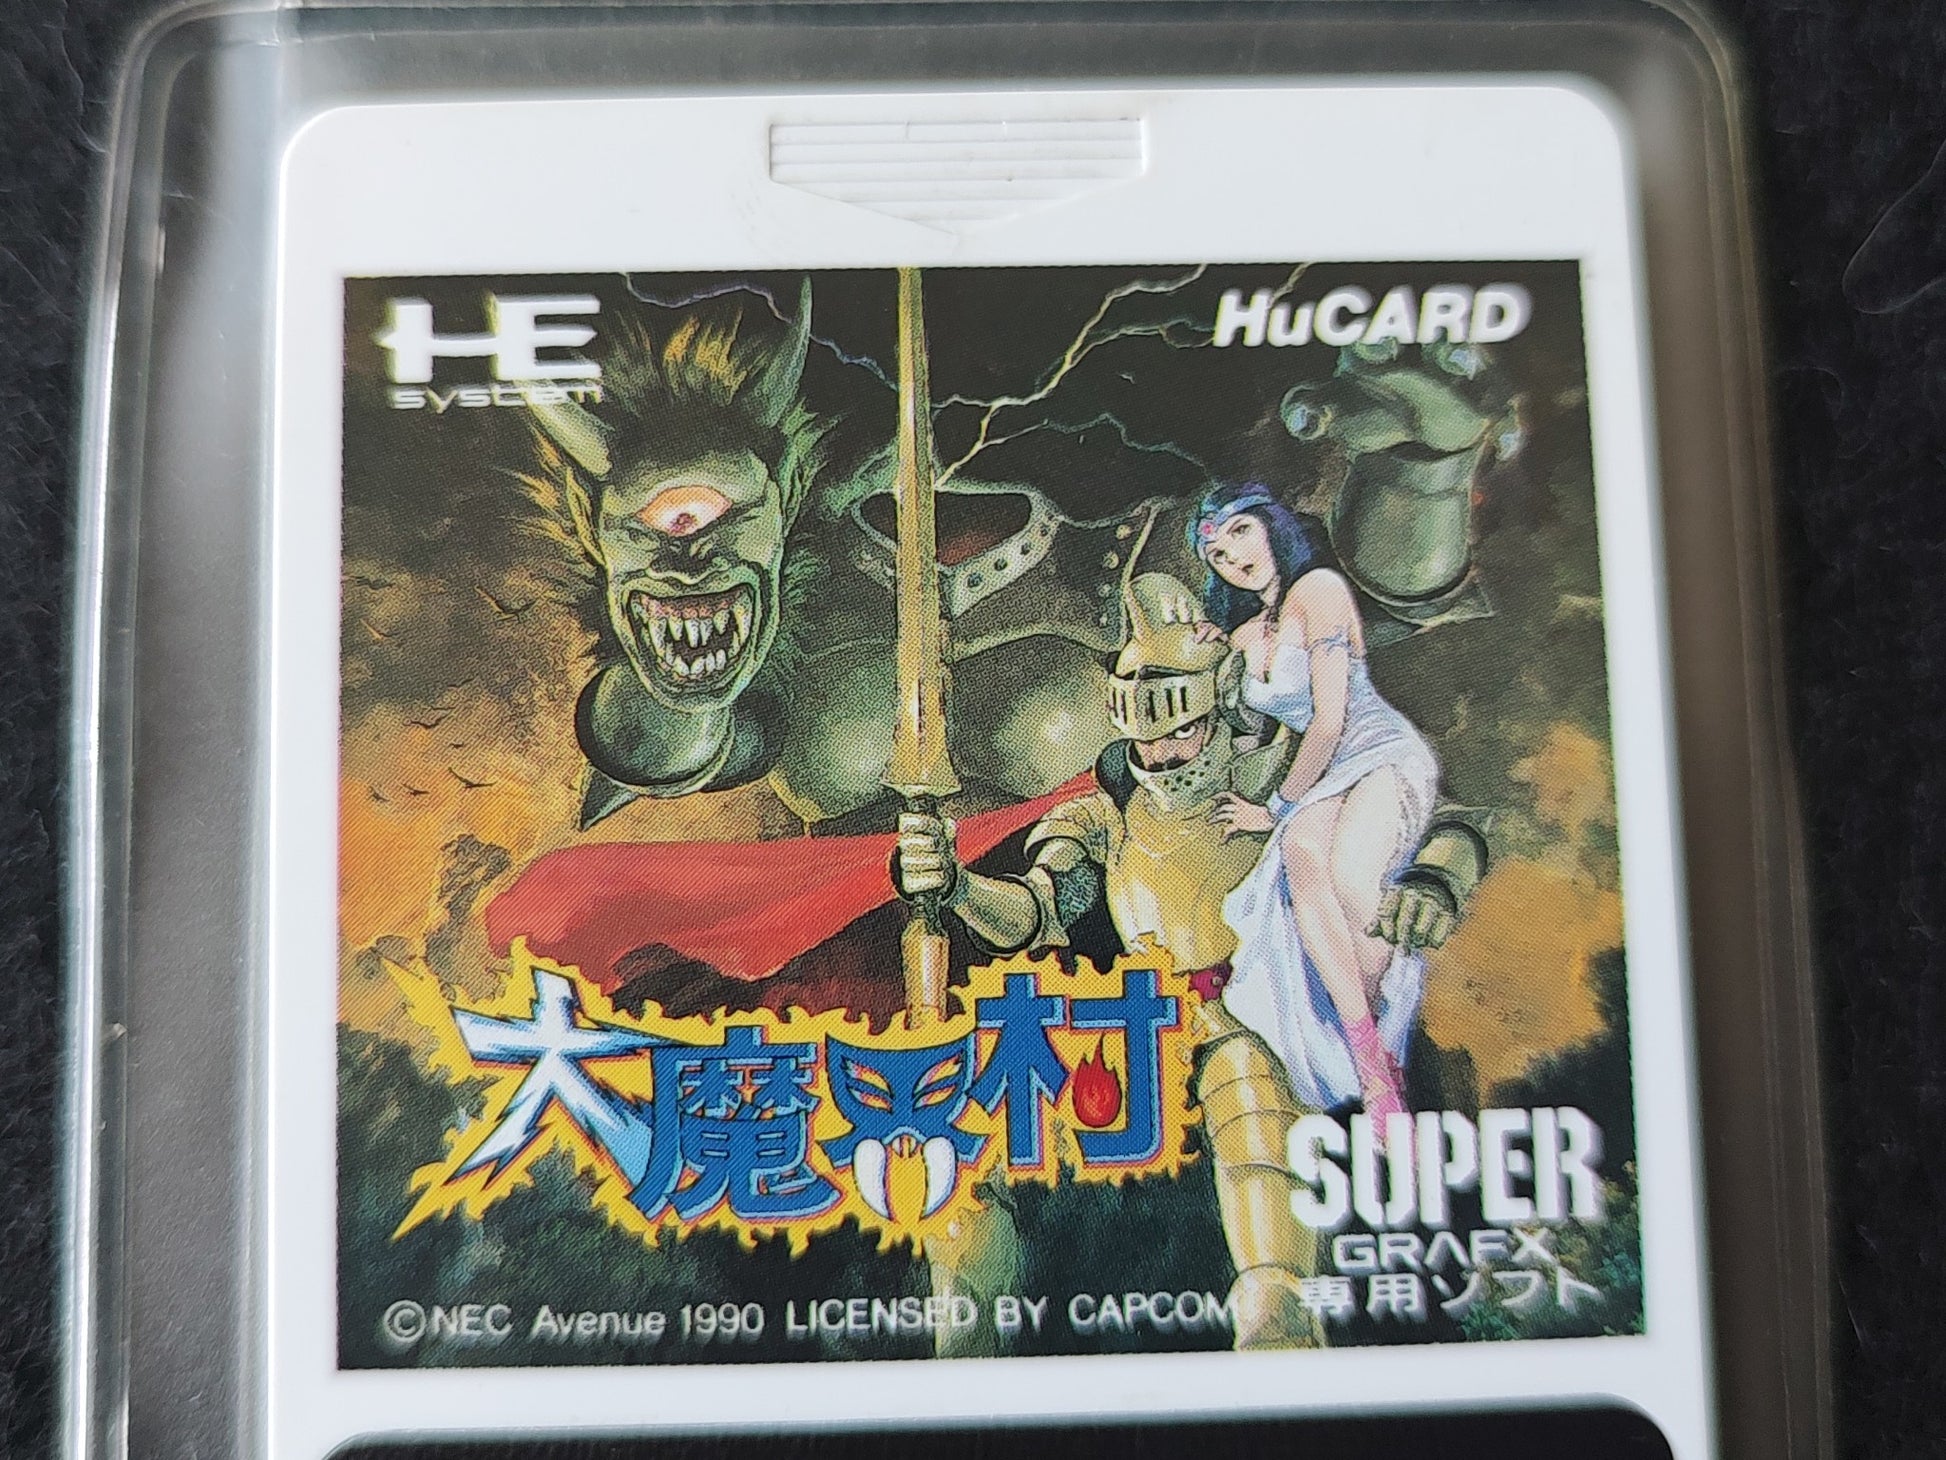 HE
system
HuCARD
大魔界村
SUPER
GRAFX
専用ソフト
©NEC Avenue 1990 LICENSED BY CAPCOM